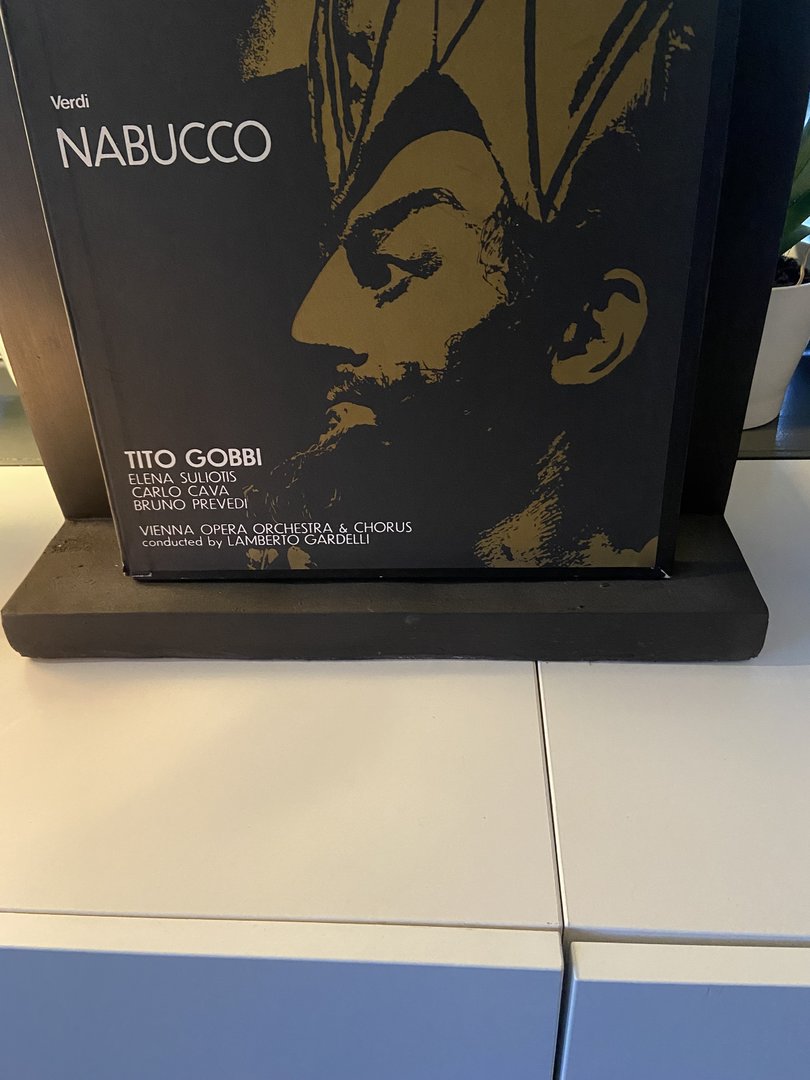 Verdi
NABUCCO
TITO GOBBI
ELENA SULIOTIS
CARLO CAVA
BRUNO PREVEDI
VIENNA OPERA ORCHESTRA & CHORUS
conducted by LAMBERTO GARDELLI